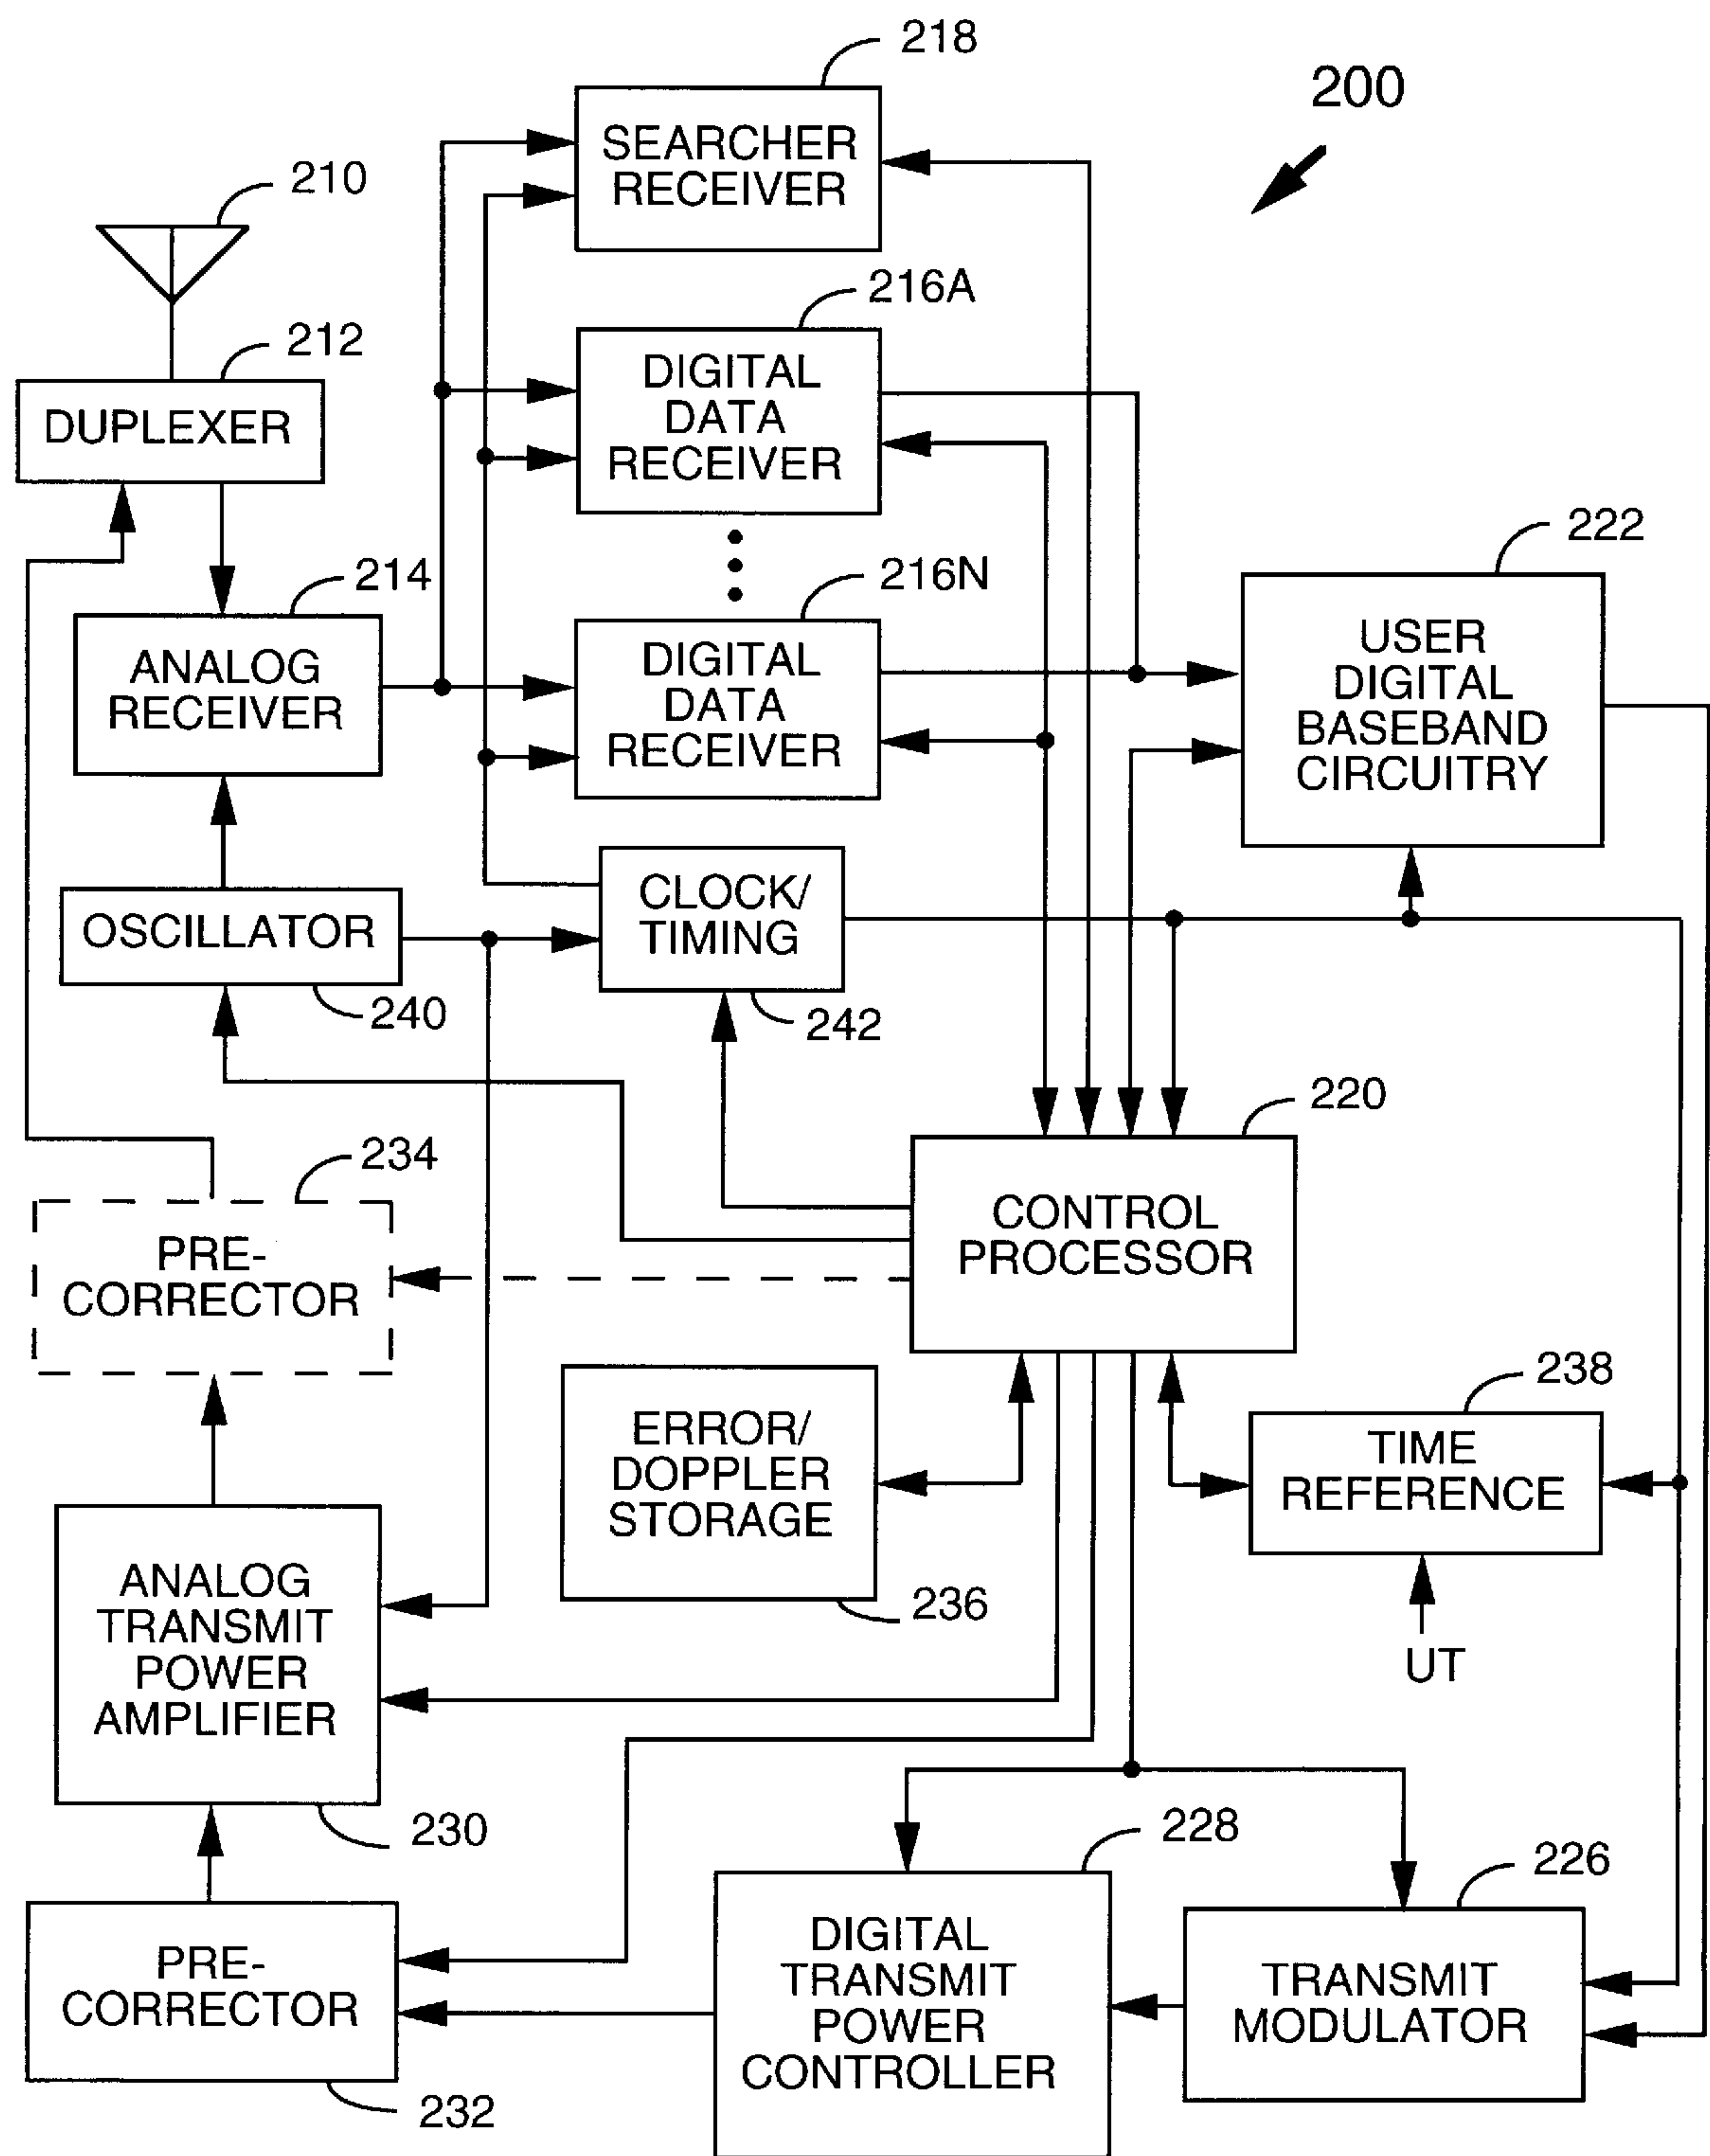 218
200
SEARCHER
RECEIVER
210
216A
212
DIGITAL
DATA
RECEIVER
DUPLEXER
222
214
216N
USER
DIGITAL
BASEBAND
CIRCUITRY
ANALOG
RECEIVER
DIGITAL
DATA
RECEIVER
CLOCK/
TIMING
OSCILLATOR
240
242
220
234
CONTROL
PROCESSOR
PRE-
CORRECTOR
238
ERROR/
DOPPLER
STORAGE
TIME
REFERENCE
236
UT
ANALOG
TRANSMIT
POWER
AMPLIFIER
230
228
226
PRE-
CORRECTOR
DIGITAL
TRANSMIT
POWER
CONTROLLER
TRANSMIT
MODULATOR
232